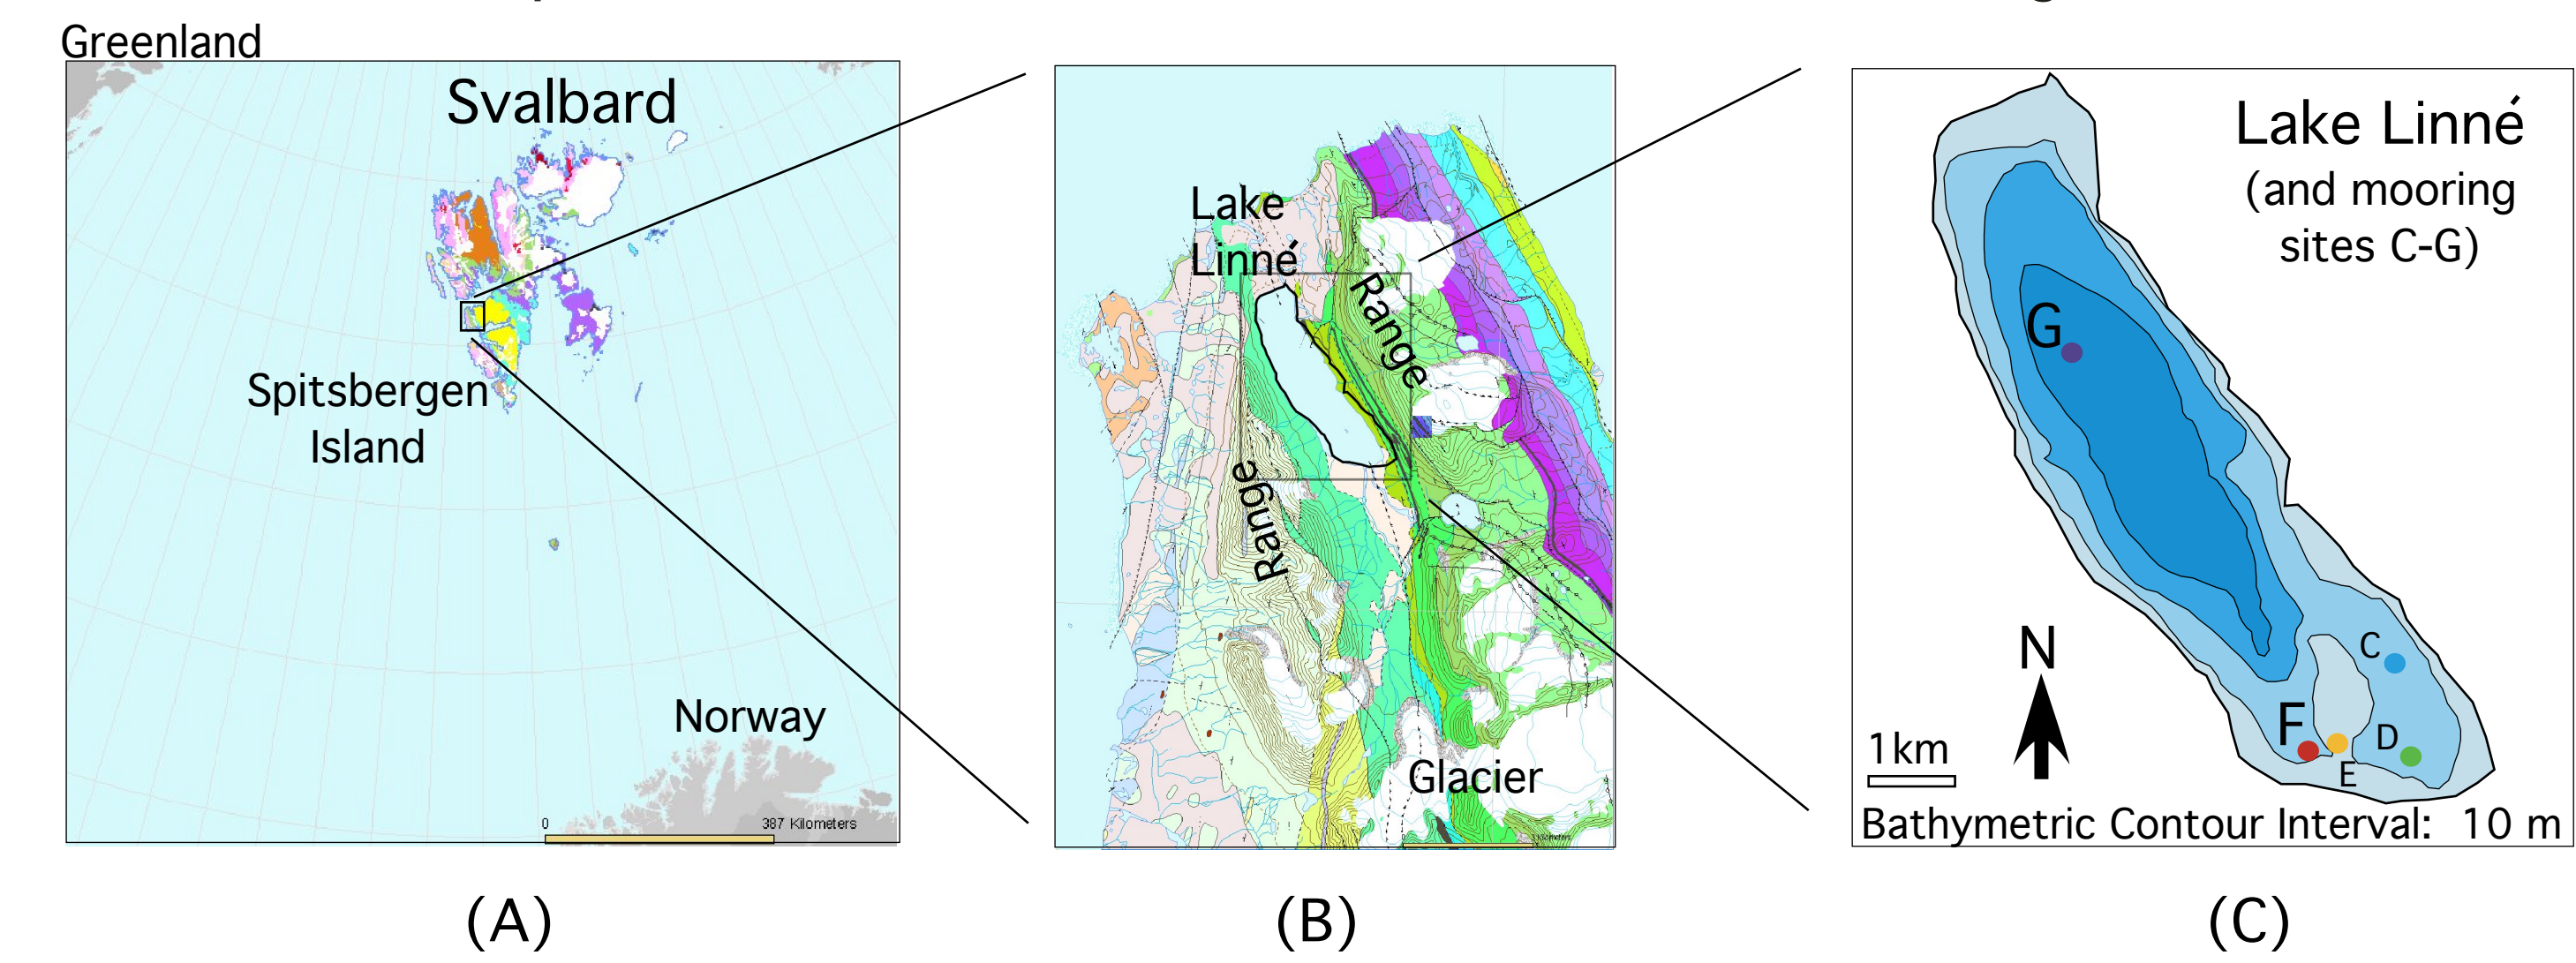 Greenland
Svalbard
Spitsbergen
Island
Norway
0 387 Kilometers
(A)
Lake
Linné
Range
Range
Glacier
(B)
Lake Linné
(and mooring
sites C-G)
G
N
C
F
D
E
1km
Bathymetric Contour Interval: 10 m
(C)